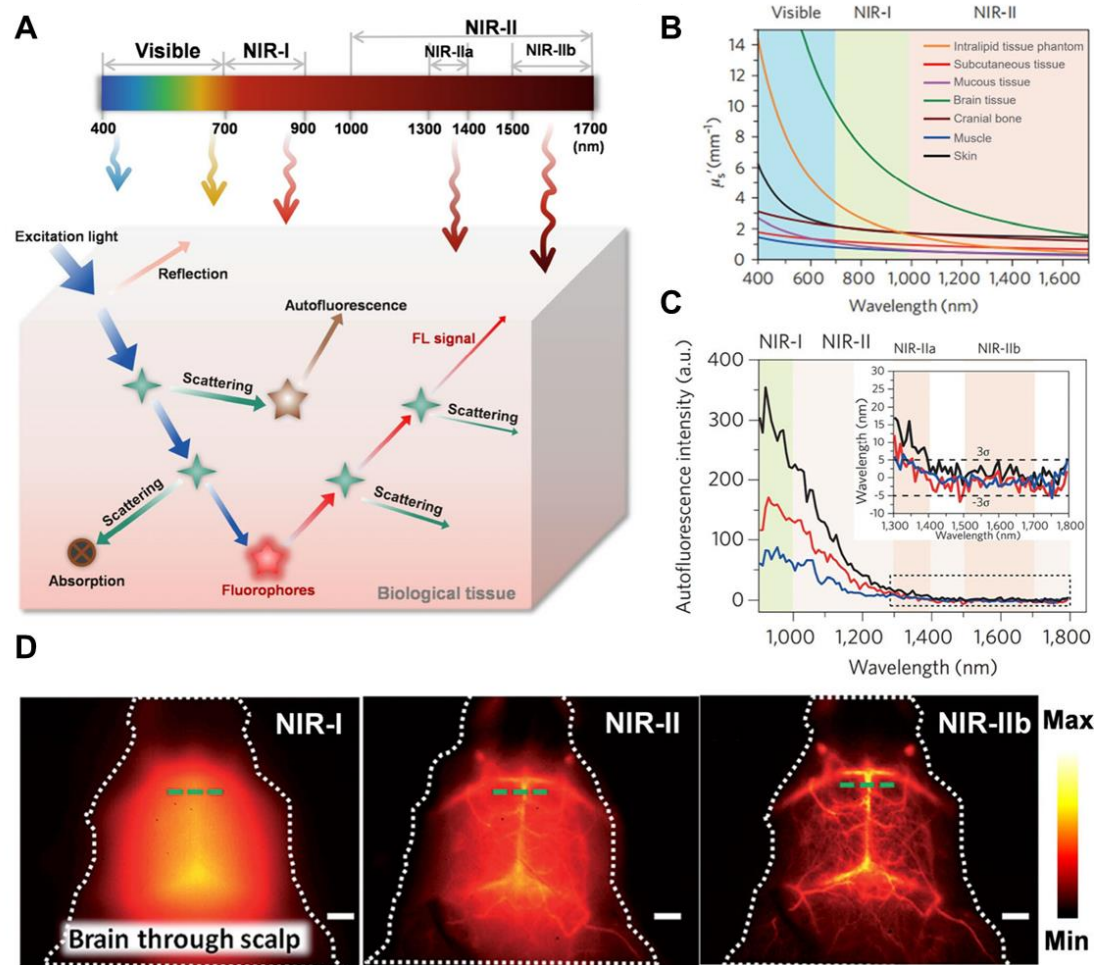 A
Visible
NIR-I
NIR-II
NIR-IIa
NIR-IIb
400
700
900
1000
1300
1400
1500
1700
(nm)
Excitation light
Reflection
Autofluorescence
FL signal
Scattering
Scattering
Scattering
Scattering
Absorption
Fluorophores
Biological tissue
B
Visible
NIR-I
NIR-II
14
12
10
8
6
4
2
0
μs′(mm⁻¹)
Intralipid tissue phantom
Subcutaneous tissue
Mucous tissue
Brain tissue
Cranial bone
Muscle
Skin
400
600
800
1,000
1,200
1,400
1,600
Wavelength (nm)
C
NIR-I
NIR-II
NIR-IIa
NIR-IIb
400
300
200
100
0
Autofluorescence intensity (a.u.)
30
25
20
15
10
5
0
-5
-10
Wavelength (nm)
3σ
-3σ
1,300
1,400
1,500
1,600
1,700
1,800
Wavelength (nm)
1,000
1,200
1,400
1,600
1,800
Wavelength (nm)
D
NIR-I
Brain through scalp
NIR-II
NIR-IIb
Max
Min